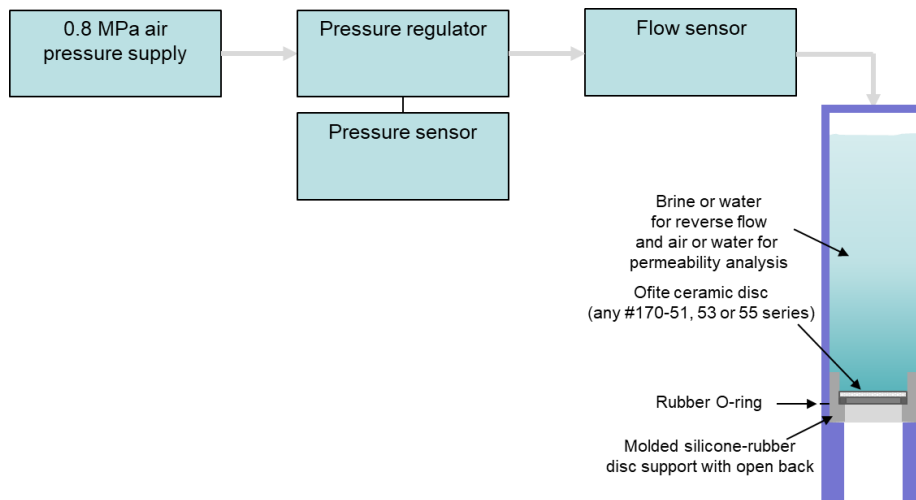 0.8 MPa air
pressure supply
Pressure regulator
Flow sensor
Pressure sensor
Brine or water
for reverse flow
and air or water for
permeability analysis
Ofite ceramic disc
(any #170-51, 53 or 55 series)
Rubber O-ring
Molded silicone-rubber
disc support with open back